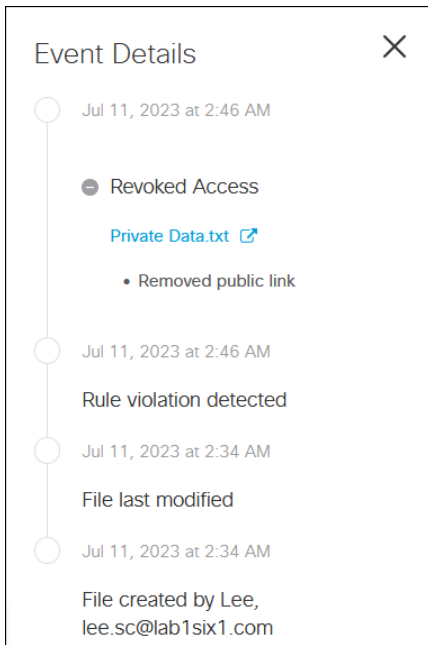 Event Details
Jul 11, 2023 at 2:46 AM
Revoked Access
Private Data.txt
• Removed public link
Jul 11, 2023 at 2:46 AM
Rule violation detected
Jul 11, 2023 at 2:34 AM
File last modified
Jul 11, 2023 at 2:34 AM
File created by Lee,
lee.sc@lab1six1.com